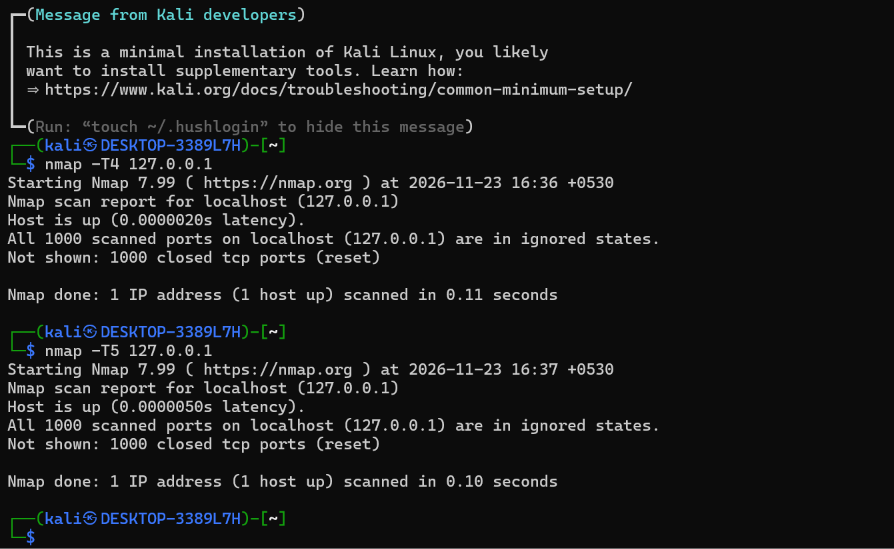 ┏━(Message from Kali developers)
┃
┃ This is a minimal installation of Kali Linux, you likely
┃ want to install supplementary tools. Learn how:
┃ ⇒ https://www.kali.org/docs/troubleshooting/common-minimum-setup/
┃
┗━(Run: “touch ~/.hushlogin” to hide this message)
┌──(kali㉿DESKTOP-3389L7H)-[~]
└─$ nmap -T4 127.0.0.1
Starting Nmap 7.99 ( https://nmap.org ) at 2026-11-23 16:36 +0530
Nmap scan report for localhost (127.0.0.1)
Host is up (0.0000020s latency).
All 1000 scanned ports on localhost (127.0.0.1) are in ignored states.
Not shown: 1000 closed tcp ports (reset)

Nmap done: 1 IP address (1 host up) scanned in 0.11 seconds

┌──(kali㉿DESKTOP-3389L7H)-[~]
└─$ nmap -T5 127.0.0.1
Starting Nmap 7.99 ( https://nmap.org ) at 2026-11-23 16:37 +0530
Nmap scan report for localhost (127.0.0.1)
Host is up (0.0000050s latency).
All 1000 scanned ports on localhost (127.0.0.1) are in ignored states.
Not shown: 1000 closed tcp ports (reset)

Nmap done: 1 IP address (1 host up) scanned in 0.10 seconds

┌──(kali㉿DESKTOP-3389L7H)-[~]
└─$